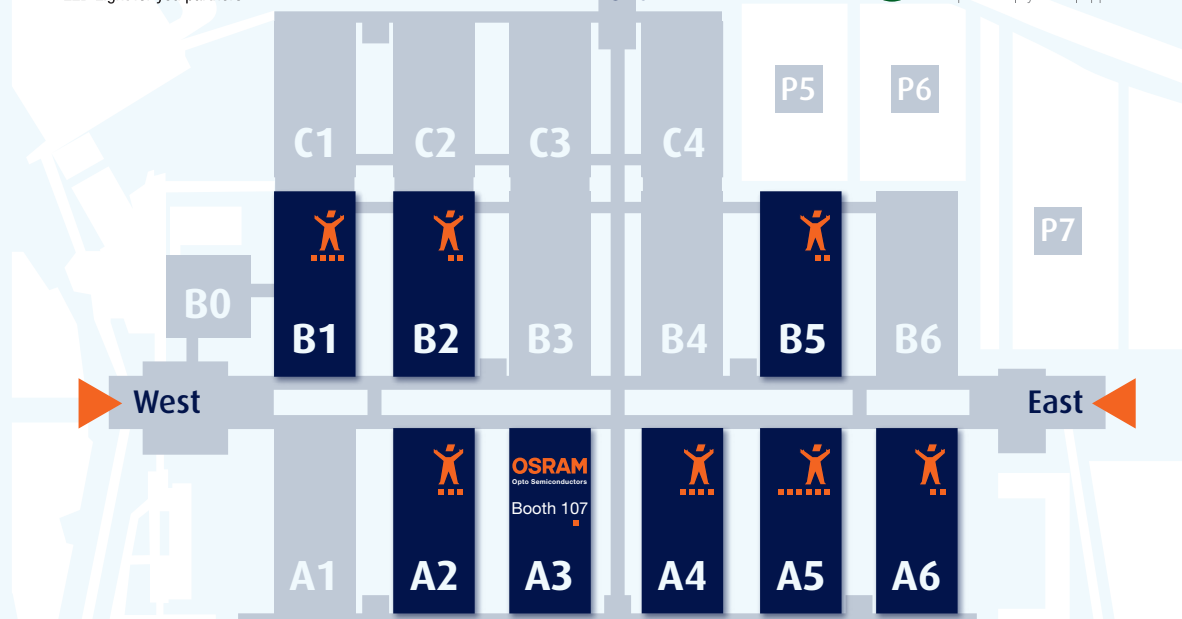 P5
P6
C1
C2
C3
C4
P7
B0
B1
B2
B3
B4
B5
B6
West
East
OSRAM
Opto Semiconductors
Booth 107
A1
A2
A3
A4
A5
A6